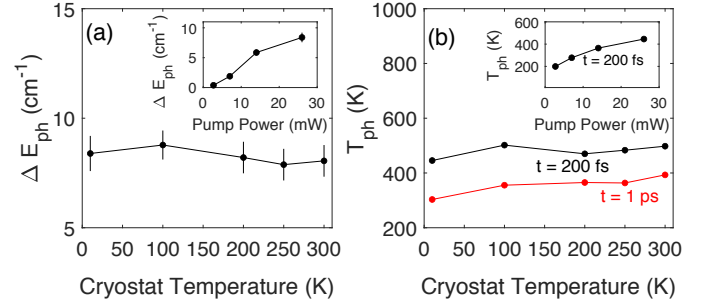 (a)
15
10
5
Δ E_ph (cm⁻¹)
0 50 100 150 200 250 300
Cryostat Temperature (K)
10
5
0
Δ E_ph (cm⁻¹)
0 10 20 30
Pump Power (mW)
(b)
1000
800
600
400
200
T_ph (K)
0 50 100 150 200 250 300
Cryostat Temperature (K)
600
400
200
T_ph (K)
t = 200 fs
0 10 20 30
Pump Power (mW)
t = 200 fs
t = 1 ps